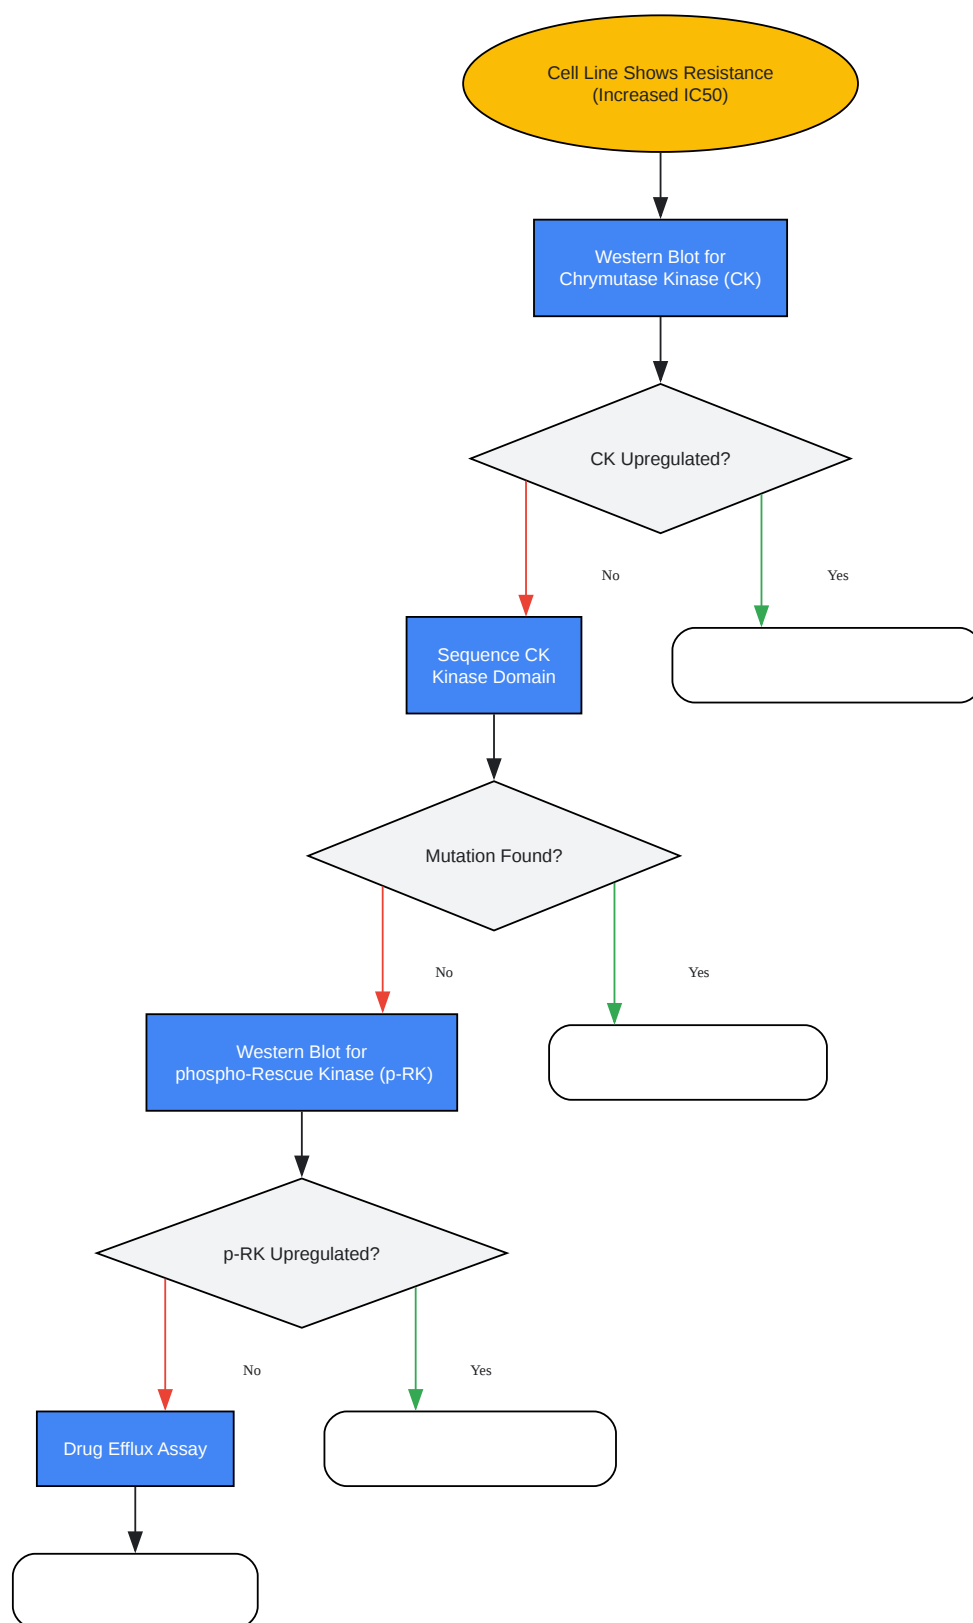 Cell Line Shows Resistance
(Increased IC50)
Western Blot for
Chrymutase Kinase (CK)
CK Upregulated?
No
Yes
Sequence CK
Kinase Domain
Mutation Found?
No
Yes
Western Blot for
phospho-Rescue Kinase (p-RK)
p-RK Upregulated?
No
Yes
Drug Efflux Assay